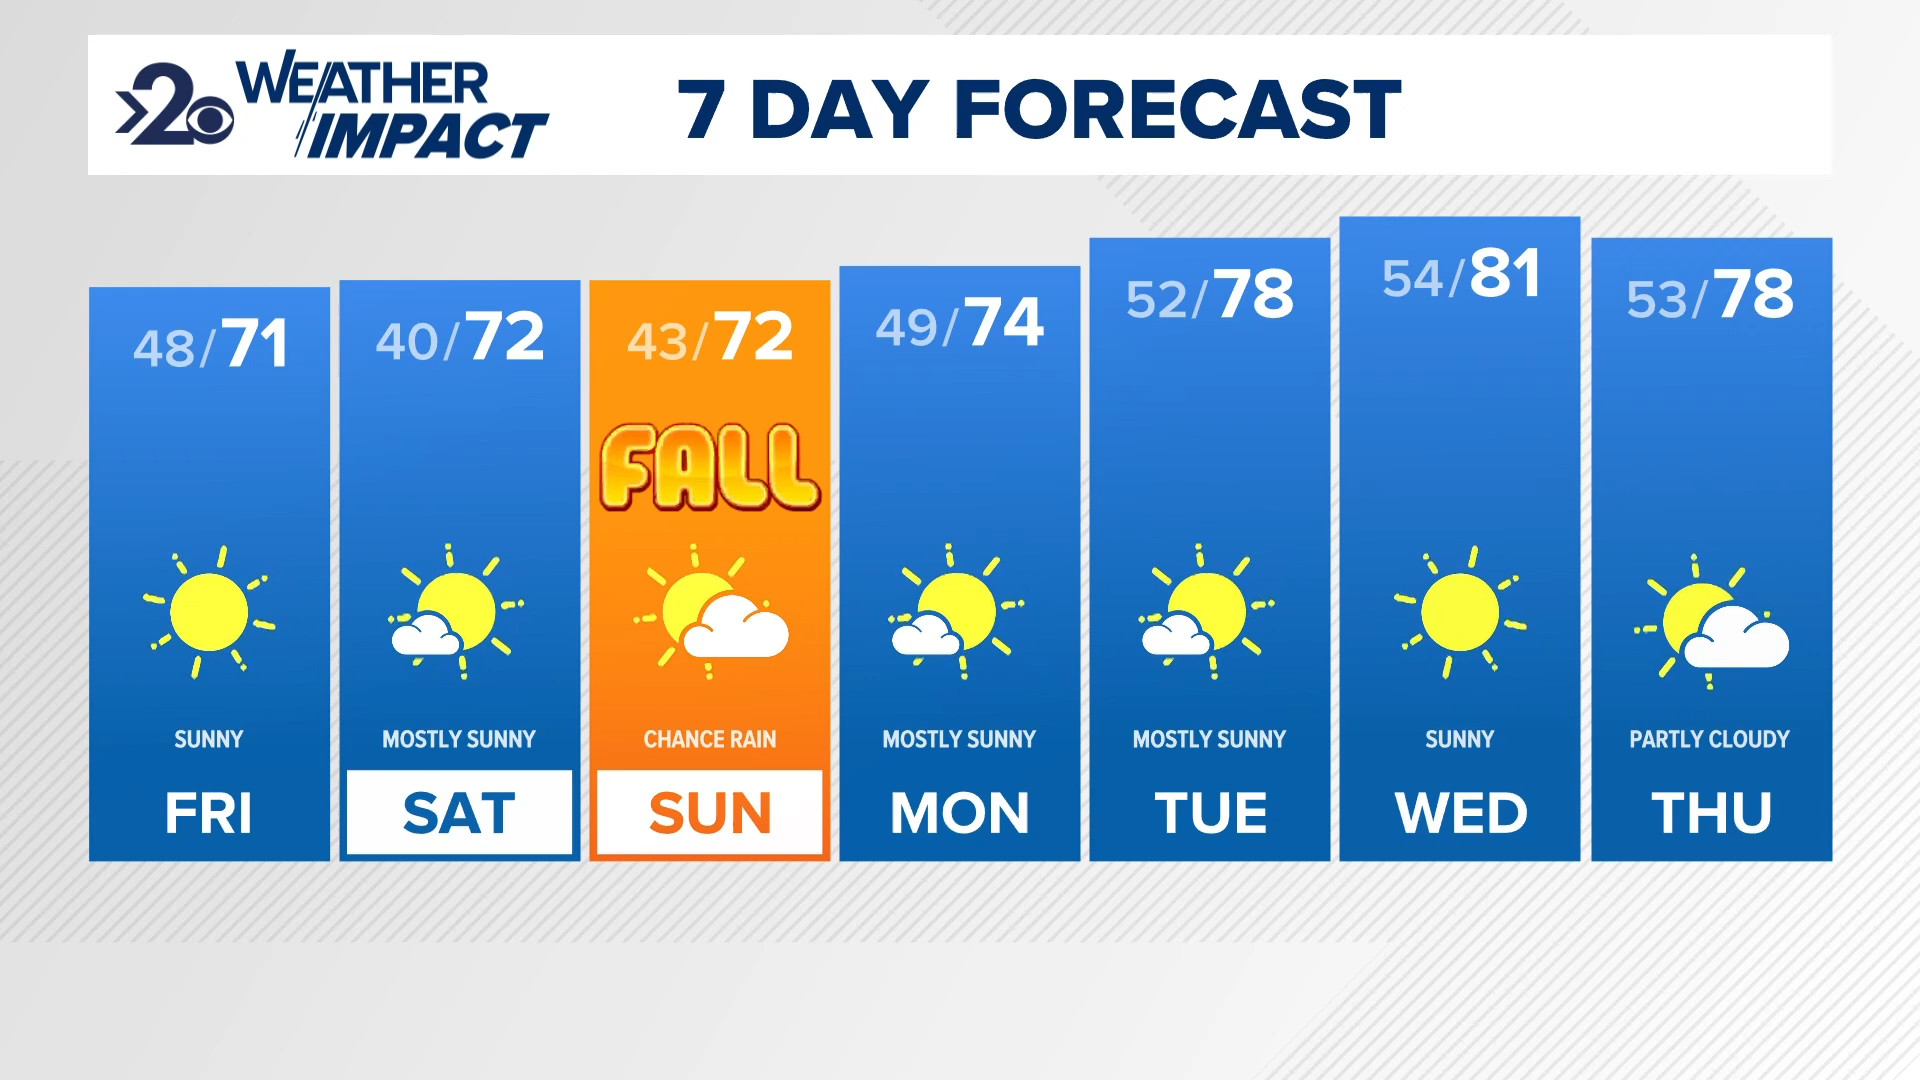 2 WEATHER IMPACT
7 DAY FORECAST
48/71
40/72
43/72
49/74
52/78
54/81
53/78
FALL
SUNNY
MOSTLY SUNNY
CHANCE RAIN
MOSTLY SUNNY
MOSTLY SUNNY
SUNNY
PARTLY CLOUDY
FRI
SAT
SUN
MON
TUE
WED
THU